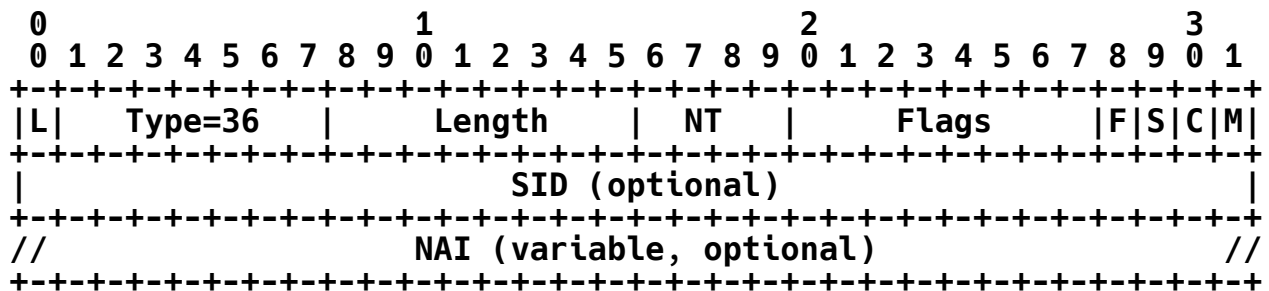 0                   1                   2                   3
 0 1 2 3 4 5 6 7 8 9 0 1 2 3 4 5 6 7 8 9 0 1 2 3 4 5 6 7 8 9 0 1
+-+-+-+-+-+-+-+-+-+-+-+-+-+-+-+-+-+-+-+-+-+-+-+-+-+-+-+-+-+-+-+-+
|L|   Type=36   |     Length    |  NT   |     Flags     |F|S|C|M|
+-+-+-+-+-+-+-+-+-+-+-+-+-+-+-+-+-+-+-+-+-+-+-+-+-+-+-+-+-+-+-+-+
|                         SID (optional)                        |
+-+-+-+-+-+-+-+-+-+-+-+-+-+-+-+-+-+-+-+-+-+-+-+-+-+-+-+-+-+-+-+-+
//                   NAI (variable, optional)                  //
+-+-+-+-+-+-+-+-+-+-+-+-+-+-+-+-+-+-+-+-+-+-+-+-+-+-+-+-+-+-+-+-+